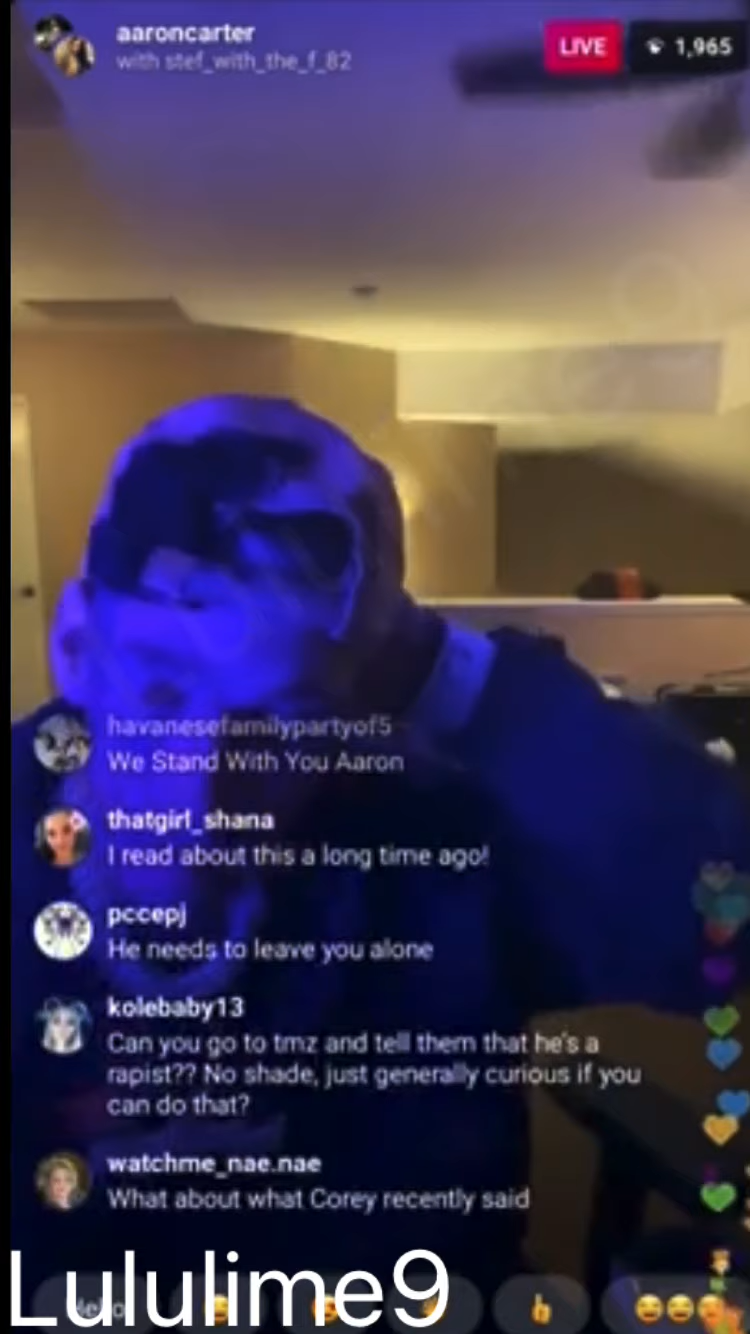 aaroncarter
with stef_with_the_f_82
LIVE
1,965
havanesefamilypartyof5
We Stand With You Aaron
thatgirl_shana
I read about this a long time ago!
pccepj
He needs to leave you alone
kolebaby13
Can you go to tmz and tell them that he's a
rapist?? No shade, just generally curious if you
can do that?
watchme_nae.nae
What about what Corey recently said
Lululime9